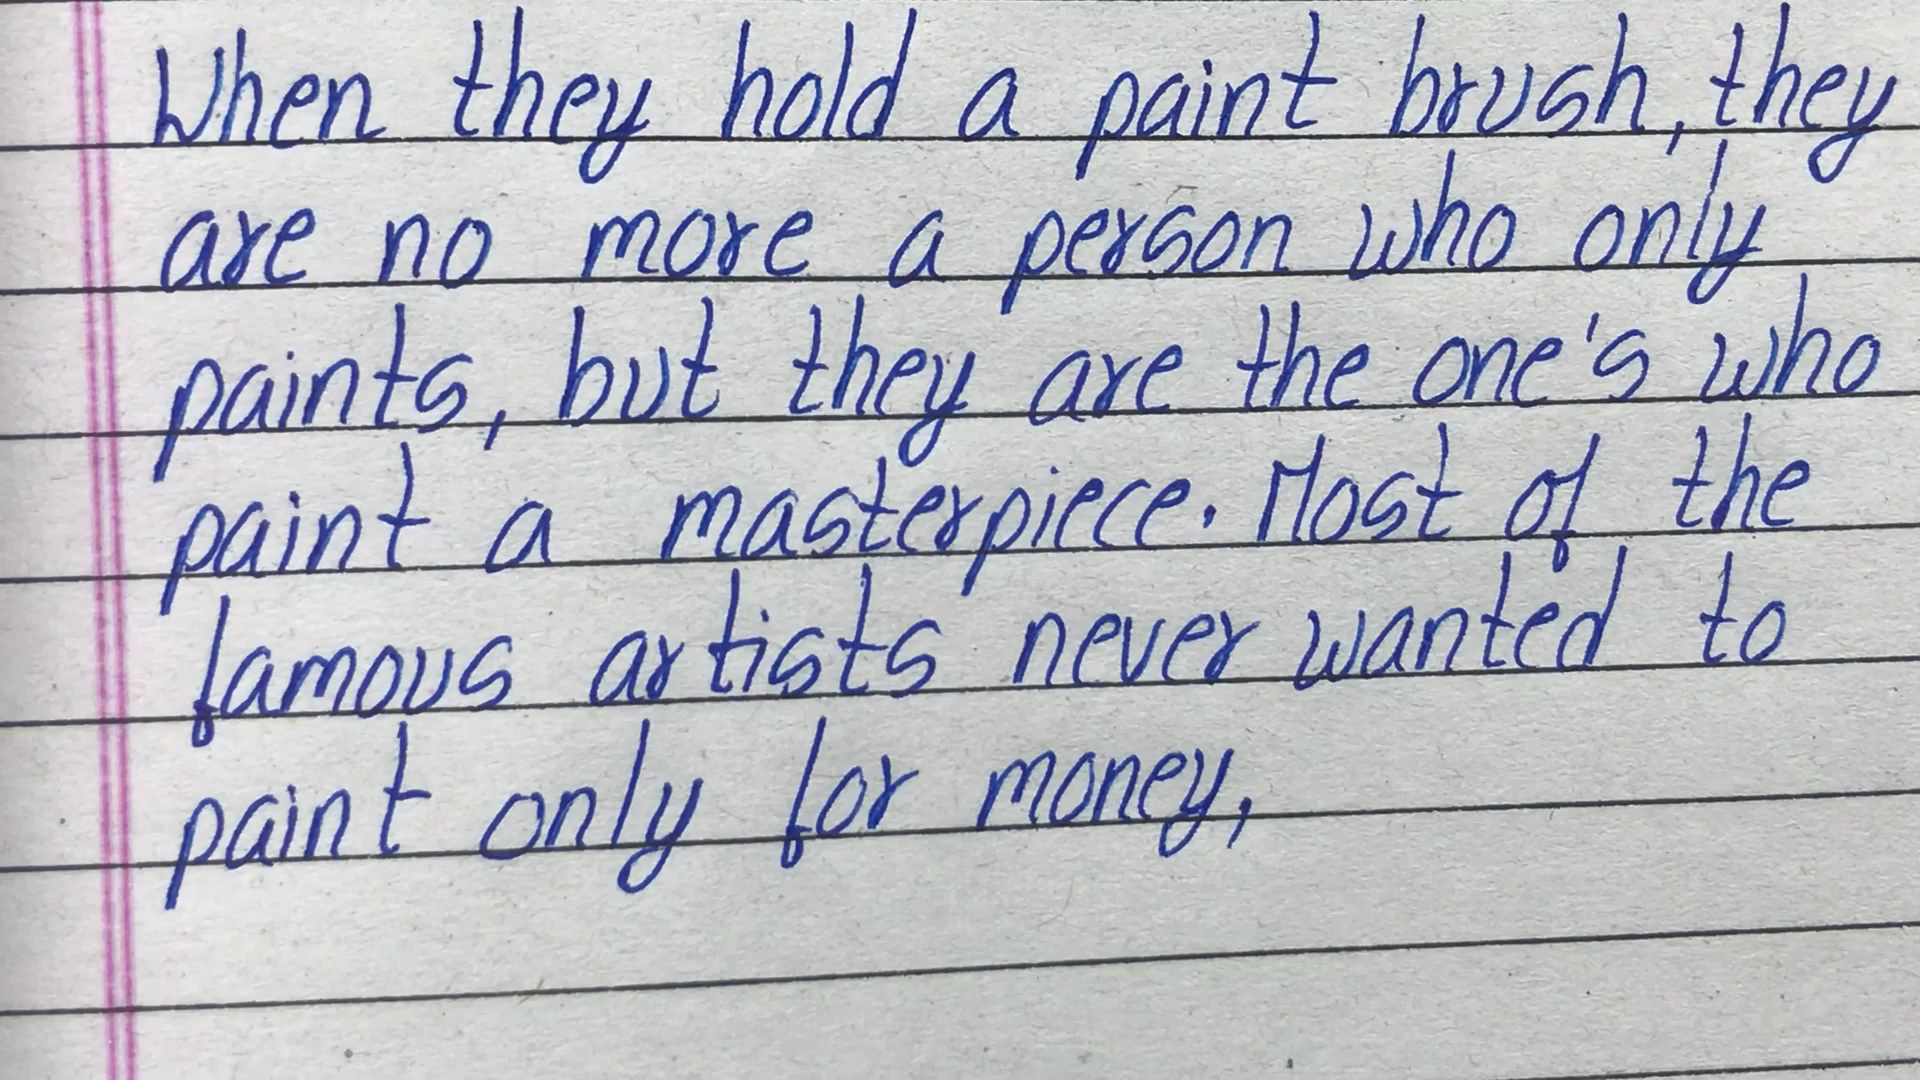 When they hold a paint brush, they
are no more a person who only
paints, but they are the one's who
paint a masterpiece. Most of the
famous artists never wanted to
paint only for money,